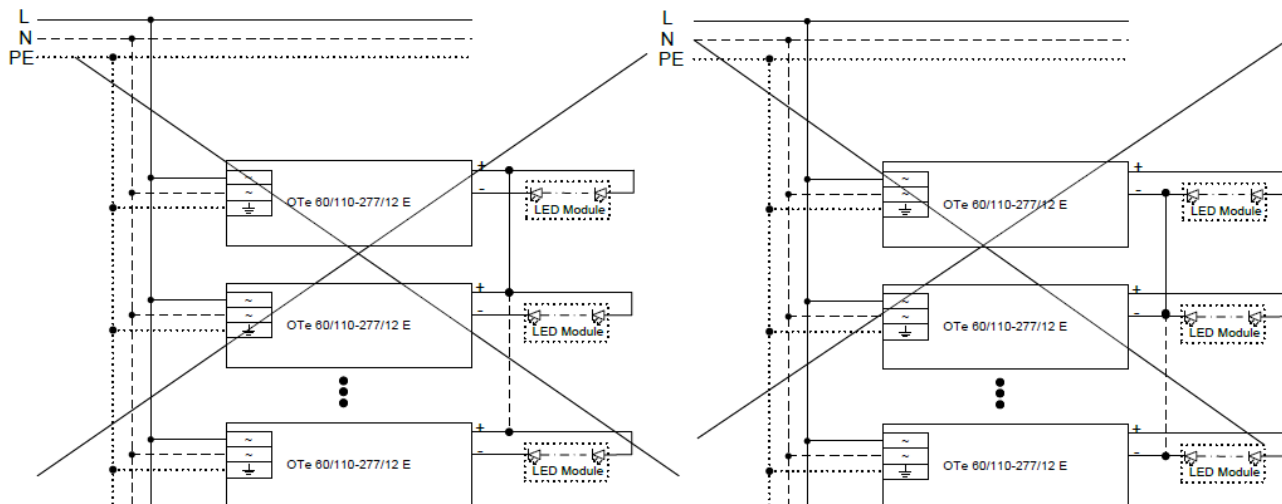 L
N
PE
+
~
~
-
OTe 60/110-277/12 E
LED Module
+
~
~
-
OTe 60/110-277/12 E
LED Module
+
~
~
-
OTe 60/110-277/12 E
LED Module
L
N
PE
+
~
~
-
OTe 60/110-277/12 E
LED Module
+
~
~
-
OTe 60/110-277/12 E
LED Module
+
~
~
-
OTe 60/110-277/12 E
LED Module